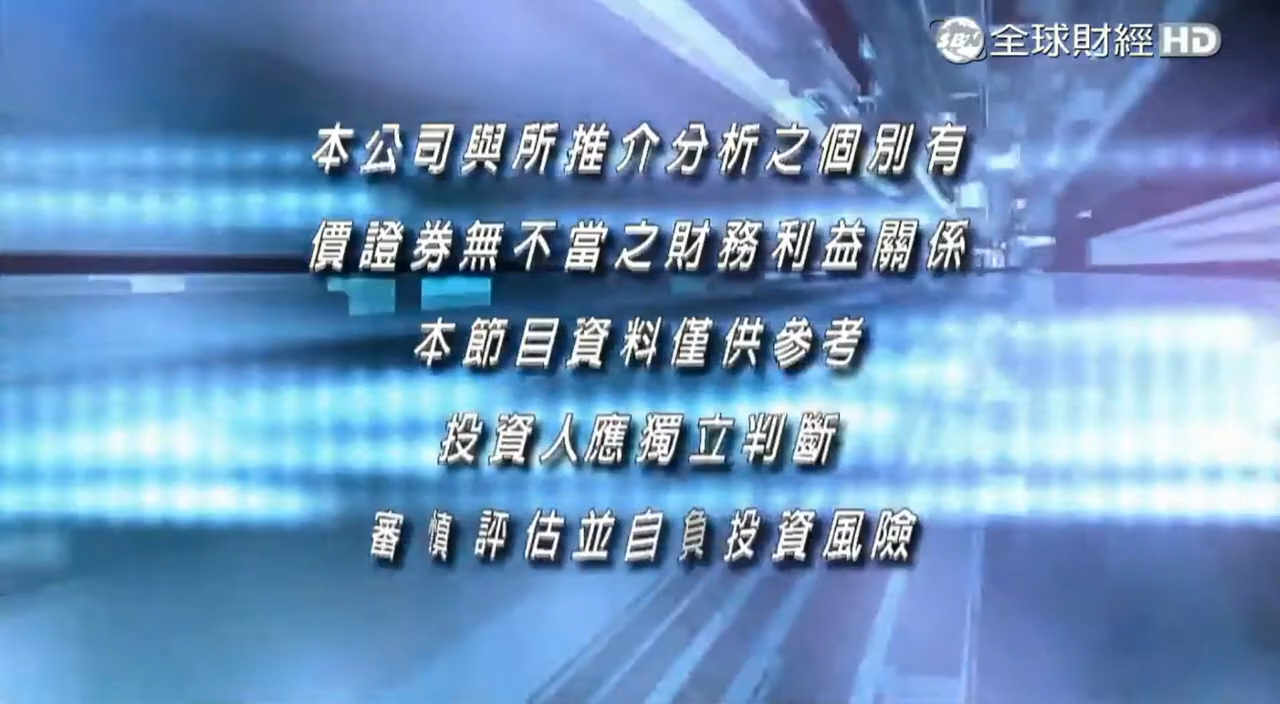 SBN 全球財經 HD
本公司與所推介分析之個別有
價證券無不當之財務利益關係
本節目資料僅供參考
投資人應獨立判斷
審慎評估並自負投資風險